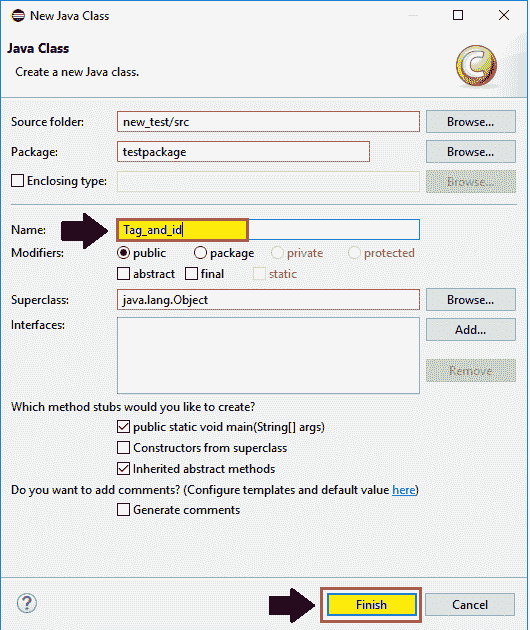 New Java Class
Java Class
Create a new Java class.
C
Source folder: new_test/src Browse...
Package: testpackage Browse...
Enclosing type: Browse...
Name: Tag_and_id
Modifiers: public package private protected
abstract final static
Superclass: java.lang.Object Browse...
Interfaces: Add...
Remove
Which method stubs would you like to create?
public static void main(String[] args)
Constructors from superclass
Inherited abstract methods
Do you want to add comments? (Configure templates and default value here)
Generate comments
? Finish Cancel